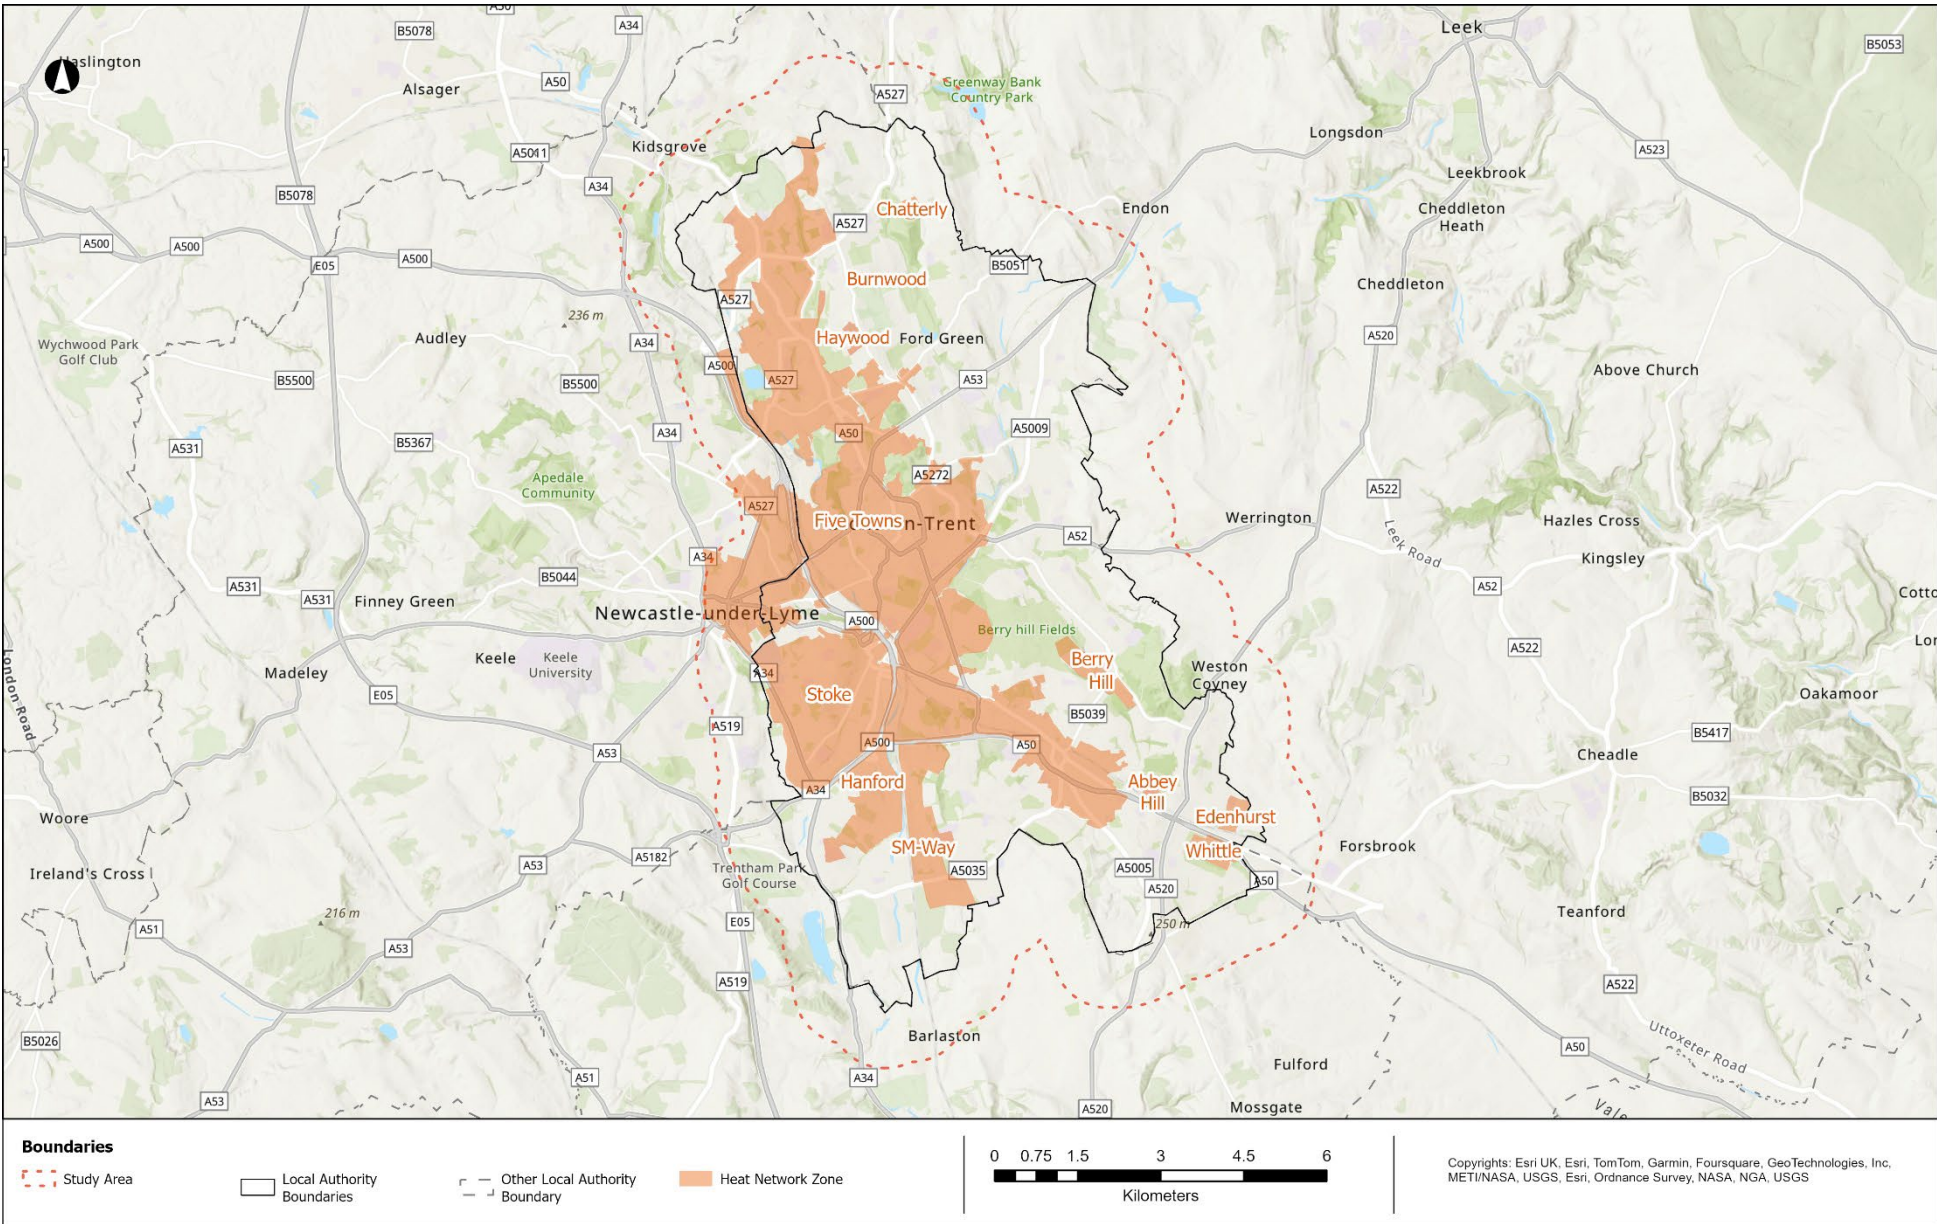 A50
B5078
A34
Leek
B5053
Haslington
Alsager
A50
A527
Greenway Bank
Country Park
Longsdon
A523
A5011
Kidsgrove
Leekbrook
A34
B5078
Chatterly
A527
Endon
Cheddleton
Heath
A500
A500
E05
A500
B5051
Burnwood
Cheddleton
A527
236 m
Wychwood Park
Golf Club
Audley
A34
Haywood
Ford Green
A520
A500
Above Church
B5500
B5500
A527
A53
A34
A50
A5009
B5367
A531
Apedale
Community
A5272
A522
A527
Five Towns
n-Trent
Werrington
Hazles Cross
Leek Road
A34
A52
Kingsley
B5044
A531
A531
A52
Cotto
Finney Green
Newcastle-under-Lyme
A500
Berry hill Fields
Lor
London Road
Madeley
Keele
Keele
University
A34
Berry
Hill
Weston
Coyney
A522
E05
Stoke
B5039
Oakamoor
A519
A500
A50
B5417
A53
Cheadle
Hanford
A34
Abbey
Hill
B5032
Woore
Edenhurst
SM-Way
Whittle
Forsbrook
A5182
A53
Ireland's Cross
Trentham Park
Golf Course
A5035
A5005
A520
A50
216 m
E05
250 m
Teanford
A51
A53
A519
A522
B5026
Barlaston
Uttoxeter Road
A50
Fulford
A51
A34
A53
A520
Mossgate
Vale
Boundaries
Study Area
Local Authority
Boundaries
Other Local Authority
Boundary
Heat Network Zone
0 0.75 1.5 3 4.5 6
Kilometers
Copyrights: Esri UK, Esri, TomTom, Garmin, Foursquare, GeoTechnologies, Inc,
METI/NASA, USGS, Esri, Ordnance Survey, NASA, NGA, USGS